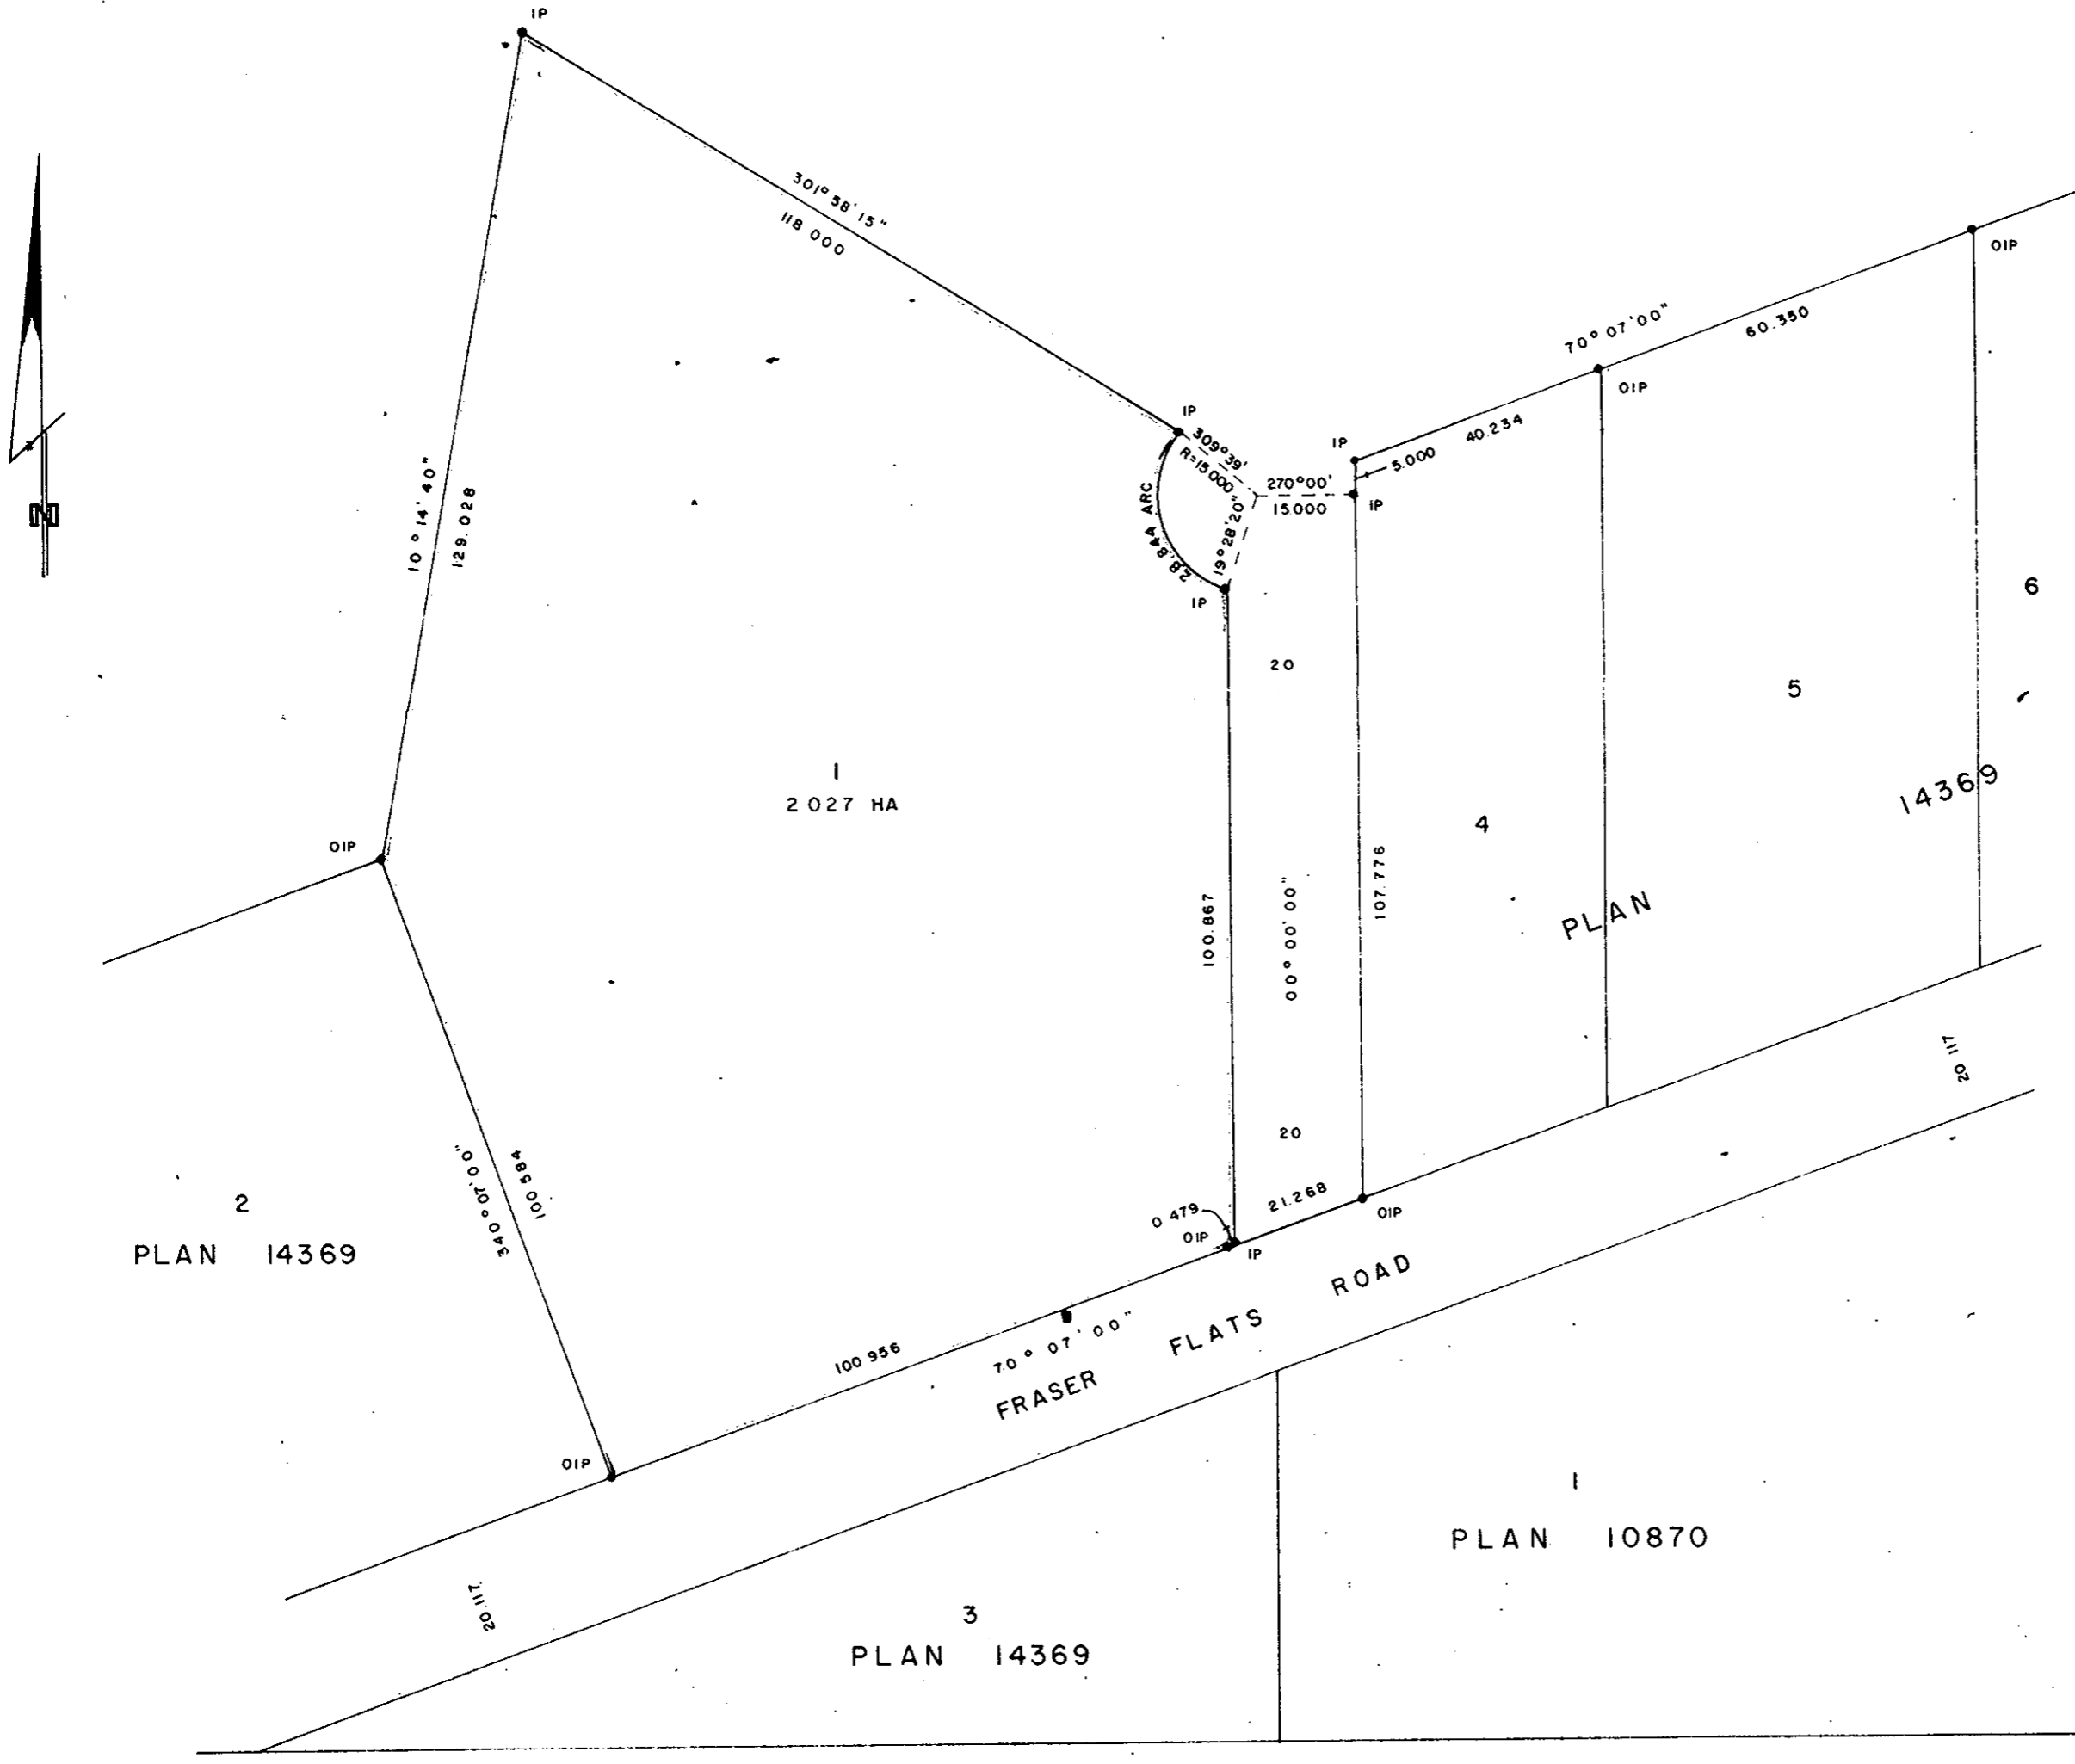 IP
301° 58' 15"
118 000
10° 14' 40"
129.028
N
IP
309°39'
R=15 000
28.844 ARC
19° 28' 20"
270°00'
15.000
IP
5.000
IP
40.234
70° 07' 00"
60.350
OIP
OIP
IP
20
6
5
4
1
2 027 HA
14369
PLAN
OIP
100.867
00° 00' 00"
107.776
20
20 117
340° 07' 00"
100 584
2
PLAN 14369
0 479
OIP
IP
21.268
OIP
100 956
70° 07' 00"
FRASER FLATS ROAD
OIP
20.117
1
PLAN 10870
3
PLAN 14369